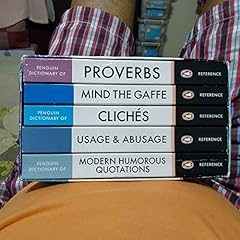 PENGUIN
DICTIONARY OF
PROVERBS
REFERENCE
MIND THE GAFFE
REFERENCE
PENGUIN
DICTIONARY OF
CLICHÉS
REFERENCE
USAGE & ABUSAGE
REFERENCE
PENGUIN
DICTIONARY OF
MODERN HUMOROUS
QUOTATIONS
REFERENCE